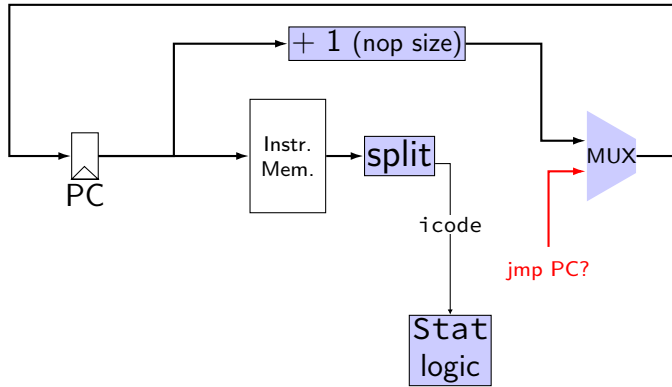 + 1 (nop size)
Instr.
Mem.
split
MUX
PC
icode
jmp PC?
Stat
logic